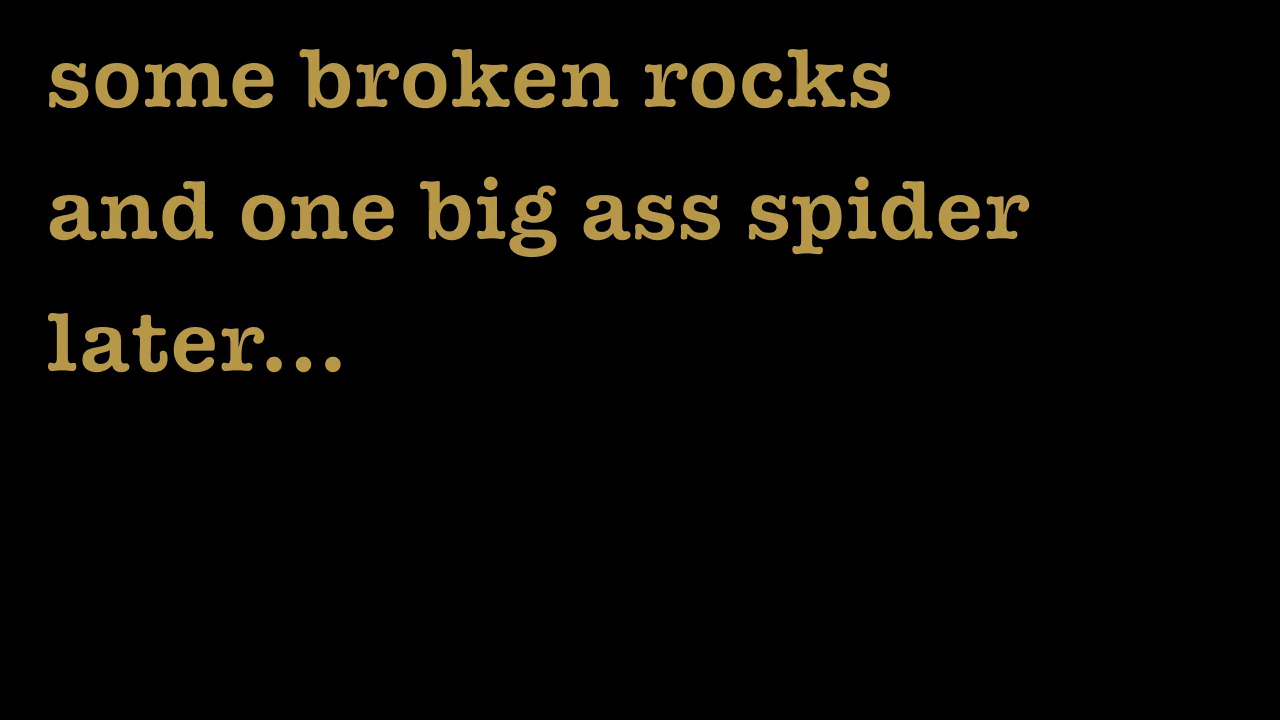 some broken rocks
and one big ass spider
later...